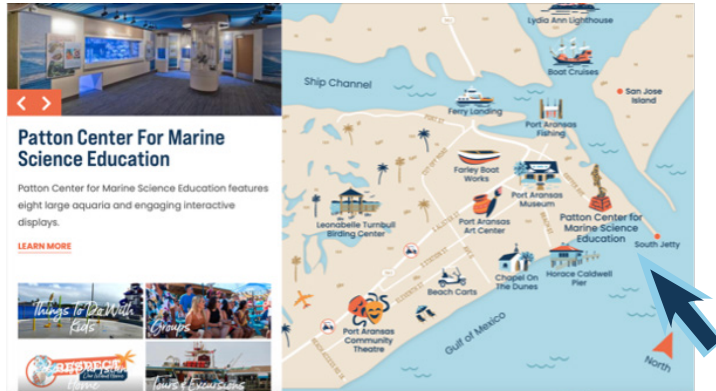 Patton Center For Marine
Science Education
Patton Center for Marine Science Education features
eight large aquaria and engaging interactive
displays.
LEARN MORE
Things To Do With
Kids
Groups
RESPECT
Home
Tours & Excursions
Lydia Ann Lighthouse
Boat Cruises
Ship Channel
San Jose
Island
Ferry Landing
Port Aransas
Fishing
Farley Boat
Works
Port Aransas
Museum
Leonabelle Turnbull
Birding Center
Port Aransas
Art Center
Patton Center for
Marine Science
Education
South Jetty
Chapel On
The Dunes
Horace Caldwell
Pier
Beach Carts
Port Aransas
Community
Theatre
Gulf of Mexico
North